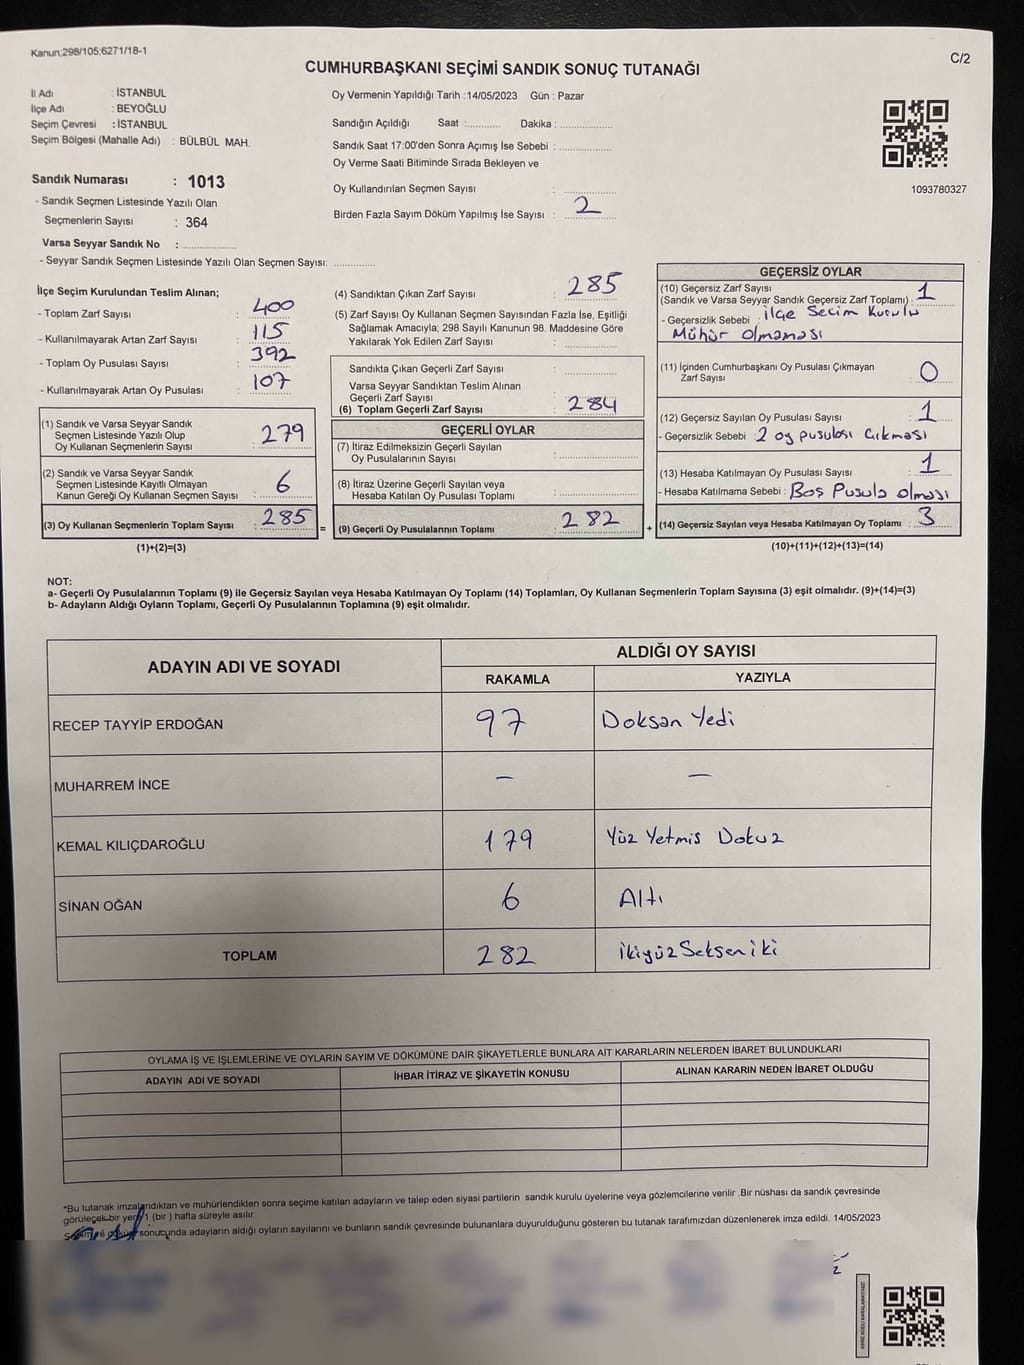 Kanun:298/105;6271/18-1
C/2
CUMHURBAŞKANI SEÇİMİ SANDIK SONUÇ TUTANAĞI
İl Adı : İSTANBUL
İlçe Adı : BEYOĞLU
Seçim Çevresi : İSTANBUL
Seçim Bölgesi (Mahalle Adı) : BÜLBÜL MAH.
Oy Vermenin Yapıldığı Tarih :14/05/2023 Gün : Pazar
Sandığın Açıldığı Saat :........... Dakika :................
Sandık Saat 17:00'den Sonra Açımış İse Sebebi :................
Oy Verme Saati Bitiminde Sırada Bekleyen ve
Oy Kullandırılan Seçmen Sayısı :................
Birden Fazla Sayım Döküm Yapılmış İse Sayısı : 2
1093780327
Sandık Numarası : 1013
- Sandık Seçmen Listesinde Yazılı Olan
Seçmenlerin Sayısı : 364
Varsa Seyyar Sandık No :................
- Seyyar Sandık Seçmen Listesinde Yazılı Olan Seçmen Sayısı: ............
İlçe Seçim Kurulundan Teslim Alınan;
- Toplam Zarf Sayısı : 400
- Kullanılmayarak Artan Zarf Sayısı : 115
- Toplam Oy Pusulası Sayısı : 392
- Kullanılmayarak Artan Oy Pusulası : 107
(1) Sandık ve Varsa Seyyar Sandık
Seçmen Listesinde Yazılı Olup
Oy Kullanan Seçmenlerin Sayısı : 279
(2) Sandık ve Varsa Seyyar Sandık
Seçmen Listesinde Kayıtlı Olmayan
Kanun Gereği Oy Kullanan Seçmen Sayısı : 6
(3) Oy Kullanan Seçmenlerin Toplam Sayısı : 285
(1)+(2)=(3)
=
(4) Sandıktan Çıkan Zarf Sayısı : 285
(5) Zarf Sayısı Oy Kullanan Seçmen Sayısından Fazla İse, Eşitliği
Sağlamak Amacıyla; 298 Sayılı Kanunun 98. Maddesine Göre
Yakılarak Yok Edilen Zarf Sayısı :................
Sandıkta Çıkan Geçerli Zarf Sayısı :................
Varsa Seyyar Sandıktan Teslim Alınan
Geçerli Zarf Sayısı :................
(6) Toplam Geçerli Zarf Sayısı : 284
GEÇERLİ OYLAR
(7) İtiraz Edilmeksizin Geçerli Sayılan
Oy Pusulalarının Sayısı :................
(8) İtiraz Üzerine Geçerli Sayılan veya
Hesaba Katılan Oy Pusulası Toplamı :................
(9) Geçerli Oy Pusulalarının Toplamı : 282
+
GEÇERSİZ OYLAR
(10) Geçersiz Zarf Sayısı
(Sandık ve Varsa Seyyar Sandık Geçersiz Zarf Toplamı) : 1
- Geçersizlik Sebebi : ilçe Secim Kurulu
Mühür olmaması
(11) İçinden Cumhurbaşkanı Oy Pusulası Çıkmayan
Zarf Sayısı : 0
(12) Geçersiz Sayılan Oy Pusulası Sayısı : 1
- Geçersizlik Sebebi :2 oy pusulası Çıkması
(13) Hesaba Katılmayan Oy Pusulası Sayısı : 1
- Hesaba Katılmama Sebebi : Boş Pusula olması
(14) Geçersiz Sayılan veya Hesaba Katılmayan Oy Toplamı : 3
(10)+(11)+(12)+(13)=(14)
NOT:
a- Geçerli Oy Pusulalarının Toplamı (9) ile Geçersiz Sayılan veya Hesaba Katılmayan Oy Toplamı (14) Toplamları, Oy Kullanan Seçmenlerin Toplam Sayısına (3) eşit olmalıdır. (9)+(14)=(3)
b- Adayların Aldığı Oyların Toplamı, Geçerli Oy Pusulalarının Toplamına (9) eşit olmalıdır.
ADAYIN ADI VE SOYADI
ALDIĞI OY SAYISI
RAKAMLA YAZIYLA
RECEP TAYYİP ERDOĞAN 97 Doksan Yedi
MUHARREM İNCE — —
KEMAL KILIÇDAROĞLU 179 Yüz Yetmis Dokuz
SİNAN OĞAN 6 Altı
TOPLAM 282 ikiyüzSekseniki
OYLAMA İŞ VE İŞLEMLERİNE VE OYLARIN SAYIM VE DÖKÜMÜNE DAİR ŞİKAYETLERLE BUNLARA AİT KARARLARIN NELERDEN İBARET BULUNDUKLARI
ADAYIN ADI VE SOYADI İHBAR İTİRAZ VE ŞİKAYETİN KONUSU ALINAN KARARIN NEDEN İBARET OLDUĞU
*Bu tutanak imzalandıktan ve mühürlendikten sonra seçime katılan adayların ve talep eden siyasi partilerin sandık kurulu üyelerine veya gözlemcilerine verilir .Bir nüshası da sandık çevresinde
görülecek bir yere 1 (bir ) hafta süreyle asılır.
sonucunda adayların aldığı oyların sayılarını ve bunların sandık çevresinde bulunanlara duyurulduğunu gösteren bu tutanak tarafımızdan düzenlenerek imza edildi. 14/05/2023